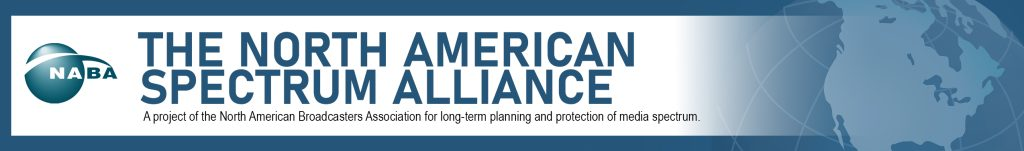 NABA
THE NORTH AMERICAN
SPECTRUM ALLIANCE
A project of the North American Broadcasters Association for long-term planning and protection of media spectrum.